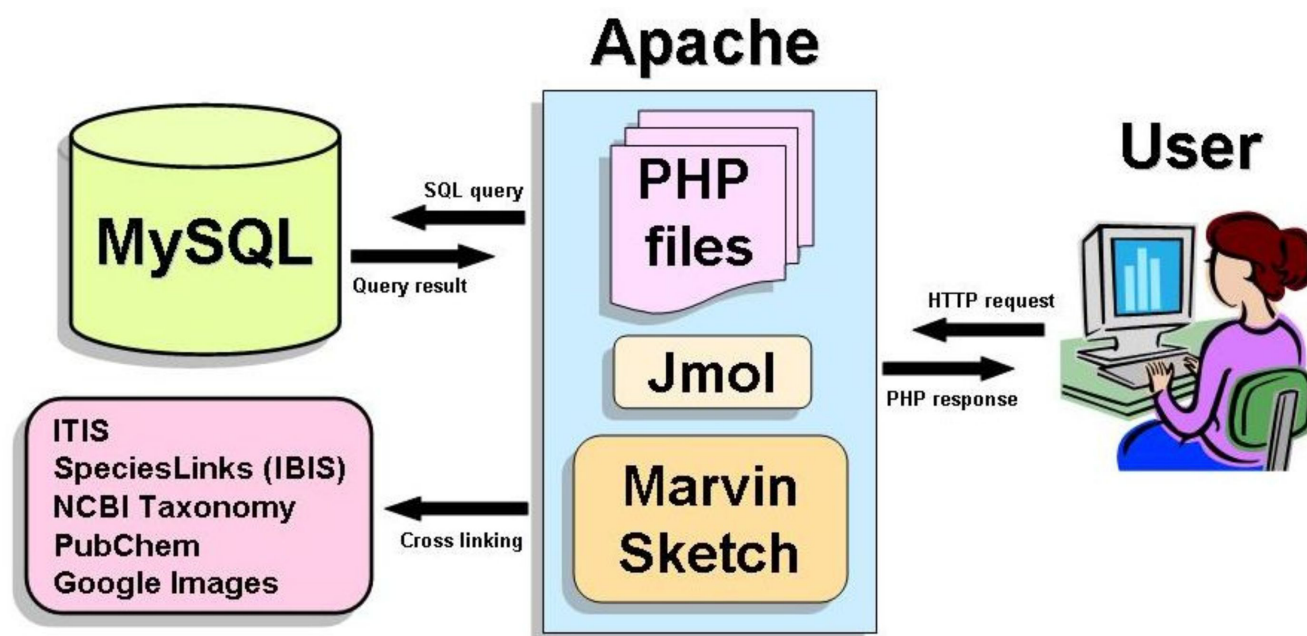 Apache
User
MySQL
SQL query
Query result
PHP
files
Jmol
Marvin
Sketch
HTTP request
PHP response
ITIS
SpeciesLinks (IBIS)
NCBI Taxonomy
PubChem
Google Images
Cross linking